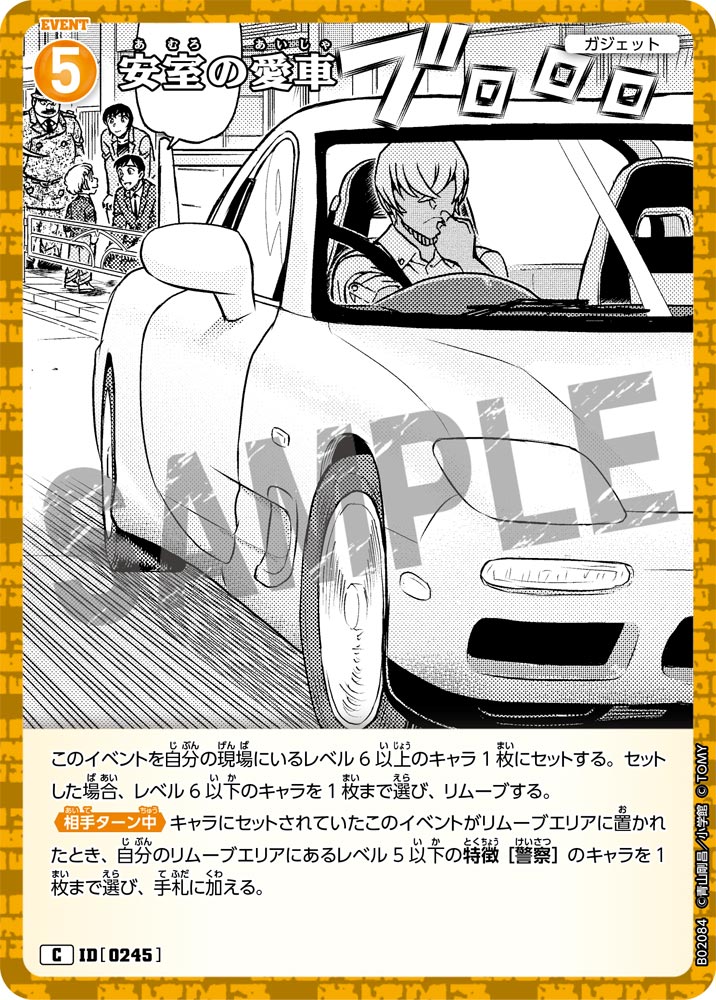 EVENT
5
安室の愛車
あむろ あいしゃ
ガジェット
ブロロロ
SAMPLE
このイベントを自分の現場にいるレベル6以上のキャラ1枚にセットする。セット
した場合、レベル6以下のキャラを1枚まで選び、リムーブする。
相手ターン中 キャラにセットされていたこのイベントがリムーブエリアに置かれ
たとき、自分のリムーブエリアにあるレベル5以下の特徴［警察］のキャラを1
枚まで選び、手札に加える。
C ID[0245]
B02084 ©青山剛昌／小学館 © TOMY